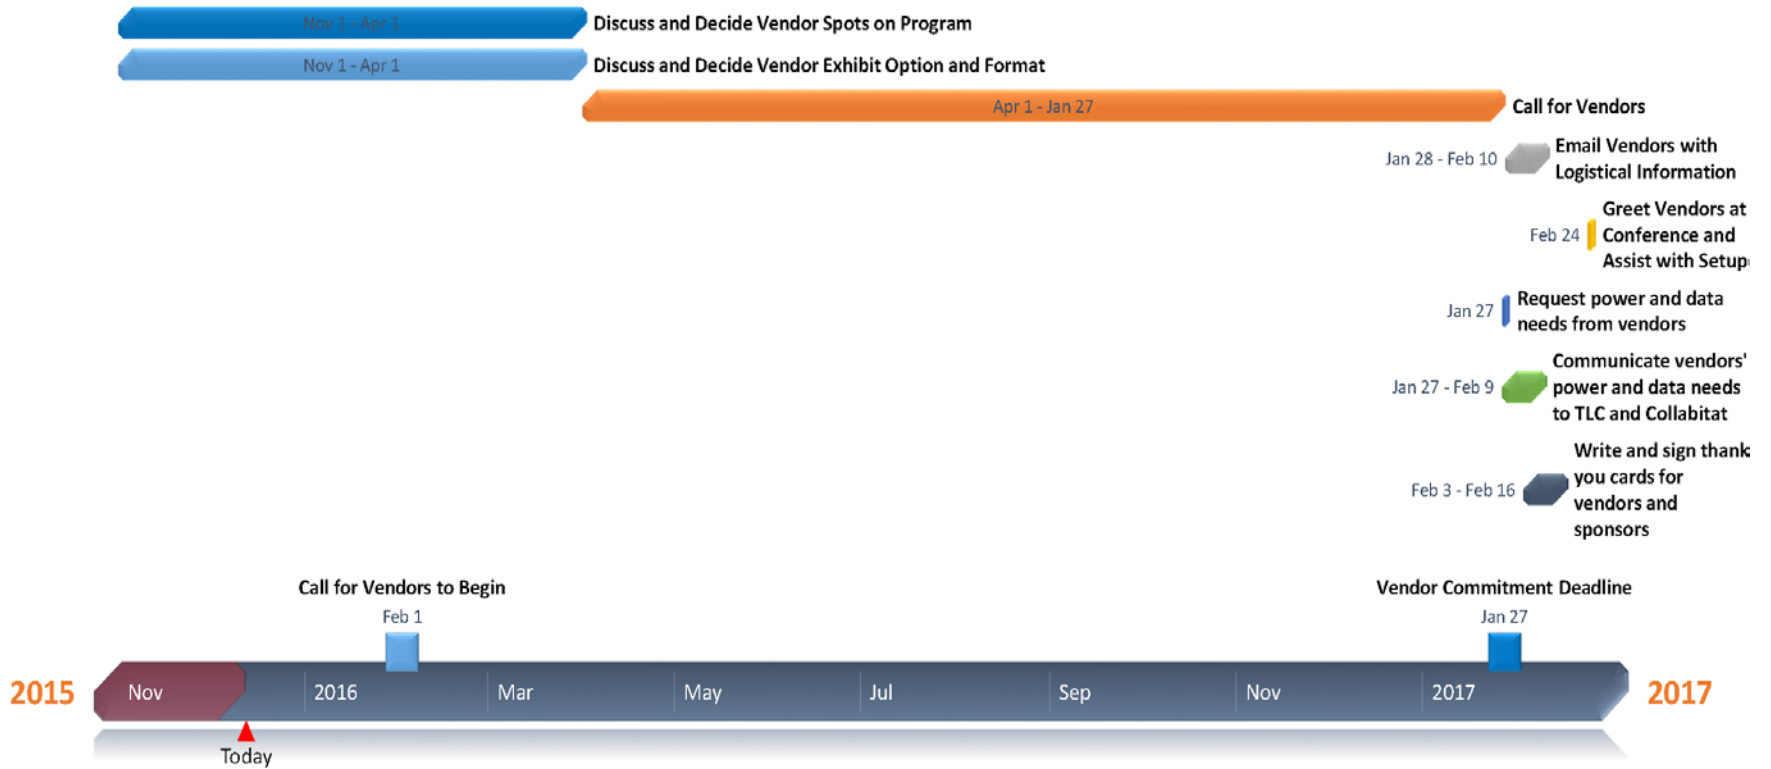 Nov 1 - Apr 1 Discuss and Decide Vendor Spots on Program
Nov 1 - Apr 1 Discuss and Decide Vendor Exhibit Option and Format
Apr 1 - Jan 27 Call for Vendors
Jan 28 - Feb 10
Email Vendors with
Logistical Information
Feb 24
Greet Vendors at
Conference and
Assist with Setup
Jan 27
Request power and data
needs from vendors
Jan 27 - Feb 9
Communicate vendors'
power and data needs
to TLC and Collabitat
Feb 3 - Feb 16
Write and sign thank
you cards for
vendors and
sponsors
Call for Vendors to Begin
Feb 1
Vendor Commitment Deadline
Jan 27
2015 Nov 2016 Mar May Jul Sep Nov 2017 2017
Today